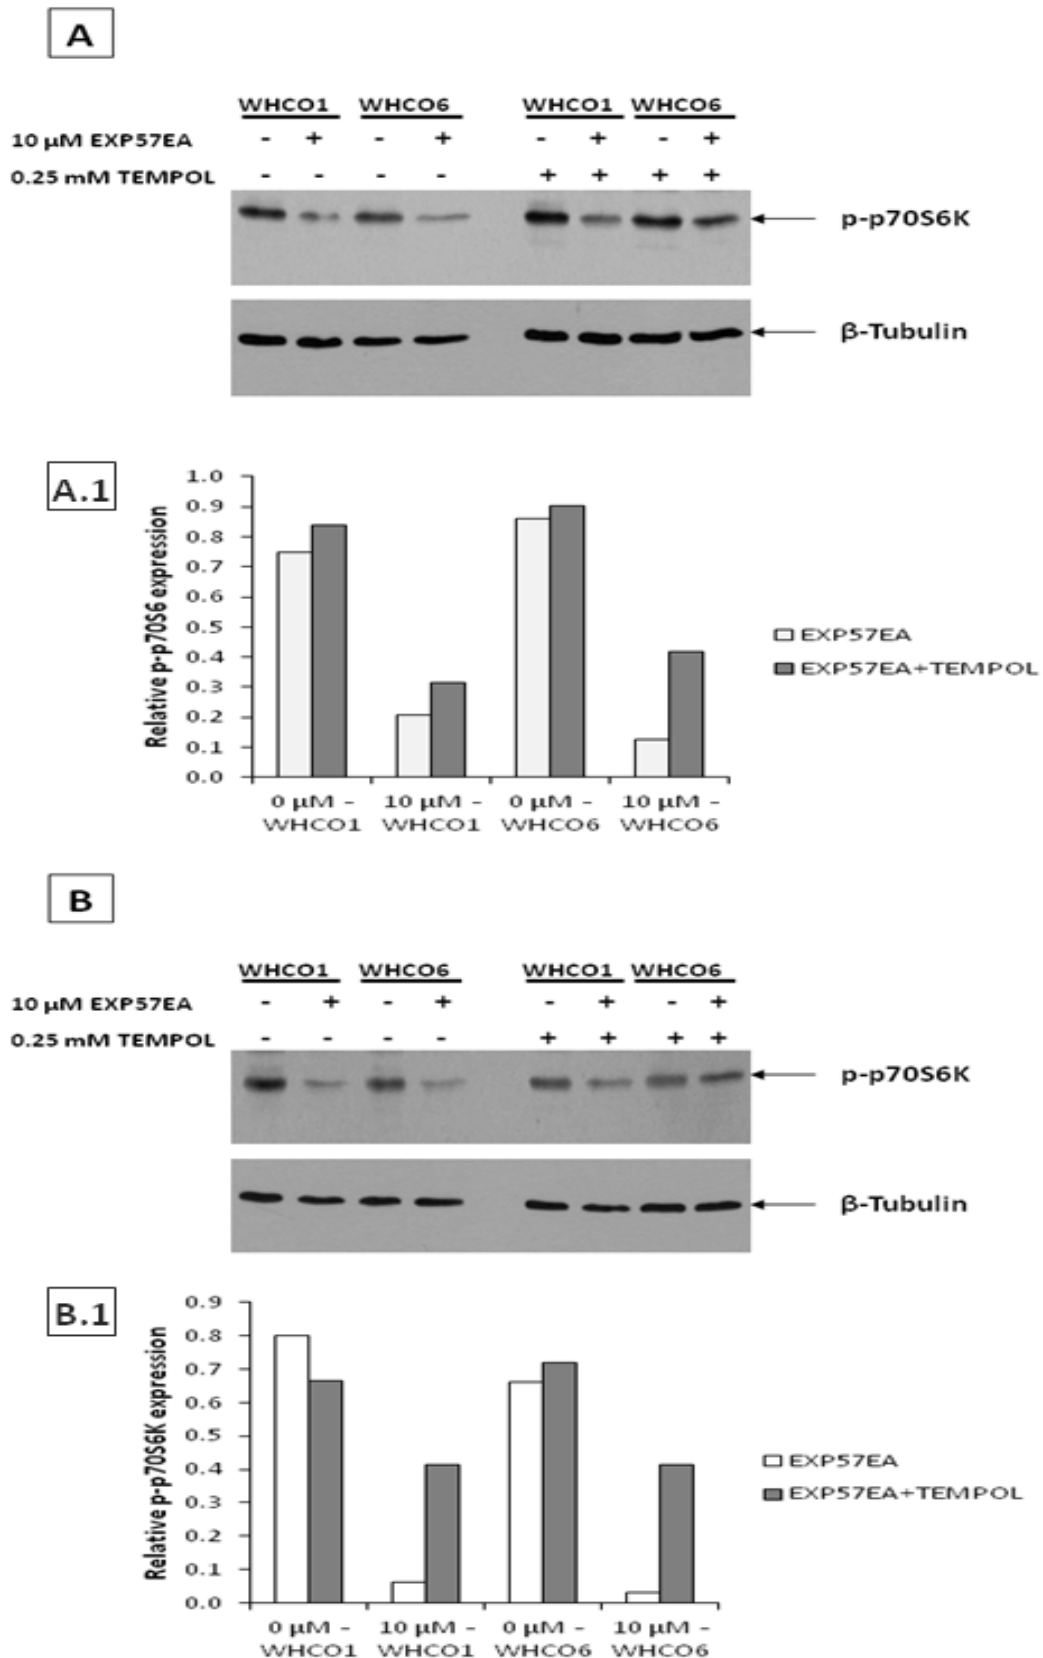 A
WHCO1 WHCO6 WHCO1 WHCO6
10 μM EXP57EA - + - + - + - +
0.25 mM TEMPOL - - - - + + + +
p-p70S6K
β-Tubulin
A.1
Relative p-p70S6 expression
1.0
0.9
0.8
0.7
0.6
0.5
0.4
0.3
0.2
0.1
0.0
EXP57EA
EXP57EA+TEMPOL
0 μM - 10 μM - 0 μM - 10 μM -
WHCO1 WHCO1 WHCO6 WHCO6
B
WHCO1 WHCO6 WHCO1 WHCO6
10 μM EXP57EA - + - + - + - +
0.25 mM TEMPOL - - - - + + + +
p-p70S6K
β-Tubulin
B.1
Relative p-p70S6K expression
0.9
0.8
0.7
0.6
0.5
0.4
0.3
0.2
0.1
0.0
EXP57EA
EXP57EA+TEMPOL
0 μM - 10 μM - 0 μM - 10 μM -
WHCO1 WHCO1 WHCO6 WHCO6